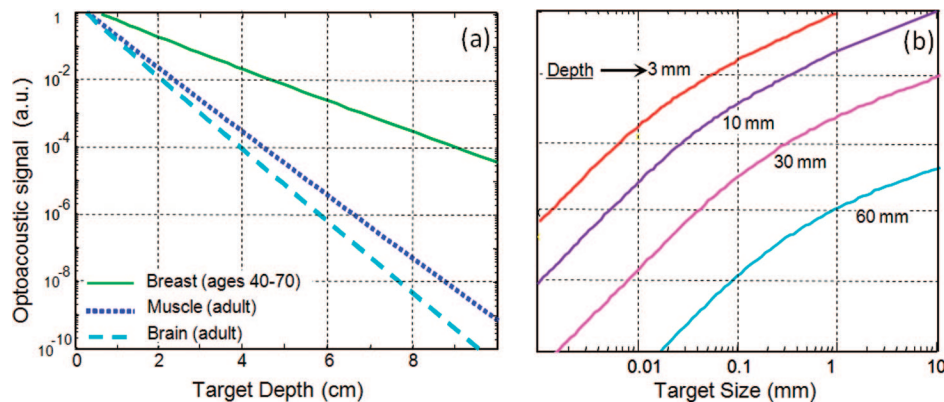 Optoacoustic signal (a.u.)
1
10-2
10-4
10-6
10-8
10-10
(a)
Breast (ages 40-70)
Muscle (adult)
Brain (adult)
0 2 4 6 8
Target Depth (cm)
(b)
Depth
3 mm
10 mm
30 mm
60 mm
0.01 0.1 1 10
Target Size (mm)